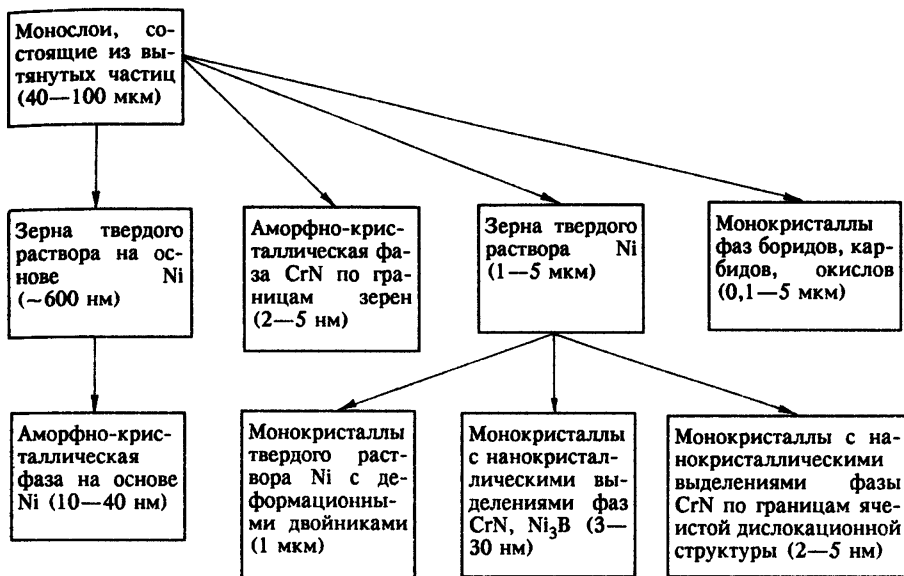 Монослои, со-
стоящие из вы-
тянутых частиц
(40—100 мкм)
Зерна твердого
раствора на ос-
нове Ni
(~600 нм)
Аморфно-крис-
таллическая фа-
за CrN по гра-
ницам зерен
(2—5 нм)
Зерна твердого
раствора Ni
(1—5 мкм)
Монокристаллы
фаз боридов, кар-
бидов, окислов
(0,1—5 мкм)
Аморфно-крис-
таллическая
фаза на основе
Ni (10—40 нм)
Монокристаллы
твердого раст-
вора Ni с де-
формационны-
ми двойниками
(1 мкм)
Монокристаллы
с нанокристал-
лическими вы-
делениями фаз
CrN, Ni₃B (3—
30 нм)
Монокристаллы с на-
нокристаллическими
выделениями фазы
CrN по границам яче-
истой дислокационной
структуры (2—5 нм)